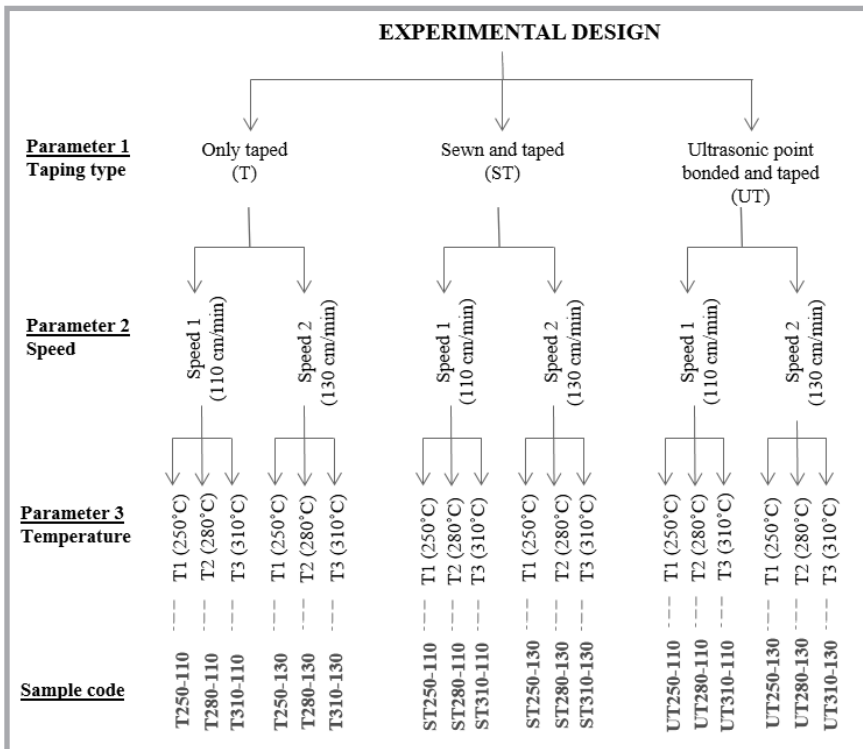 EXPERIMENTAL DESIGN
Parameter 1
Taping type
Only taped
(T)
Sewn and taped
(ST)
Ultrasonic point
bonded and taped
(UT)
Parameter 2
Speed
Speed 1
(110 cm/min)
Speed 2
(130 cm/min)
Speed 1
(110 cm/min)
Speed 2
(130 cm/min)
Speed 1
(110 cm/min)
Speed 2
(130 cm/min)
Parameter 3
Temperature
T1 (250˚C)
T2 (280˚C)
T3 (310˚C)
T1 (250˚C)
T2 (280˚C)
T3 (310˚C)
T1 (250˚C)
T2 (280˚C)
T3 (310˚C)
T1 (250˚C)
T2 (280˚C)
T3 (310˚C)
T1 (250˚C)
T2 (280˚C)
T3 (310˚C)
T1 (250˚C)
T2 (280˚C)
T3 (310˚C)
Sample code
T250-110
T280-110
T310-110
T250-130
T280-130
T310-130
ST250-110
ST280-110
ST310-110
ST250-130
ST280-130
ST310-130
UT250-110
UT280-110
UT310-110
UT250-130
UT280-130
UT310-130